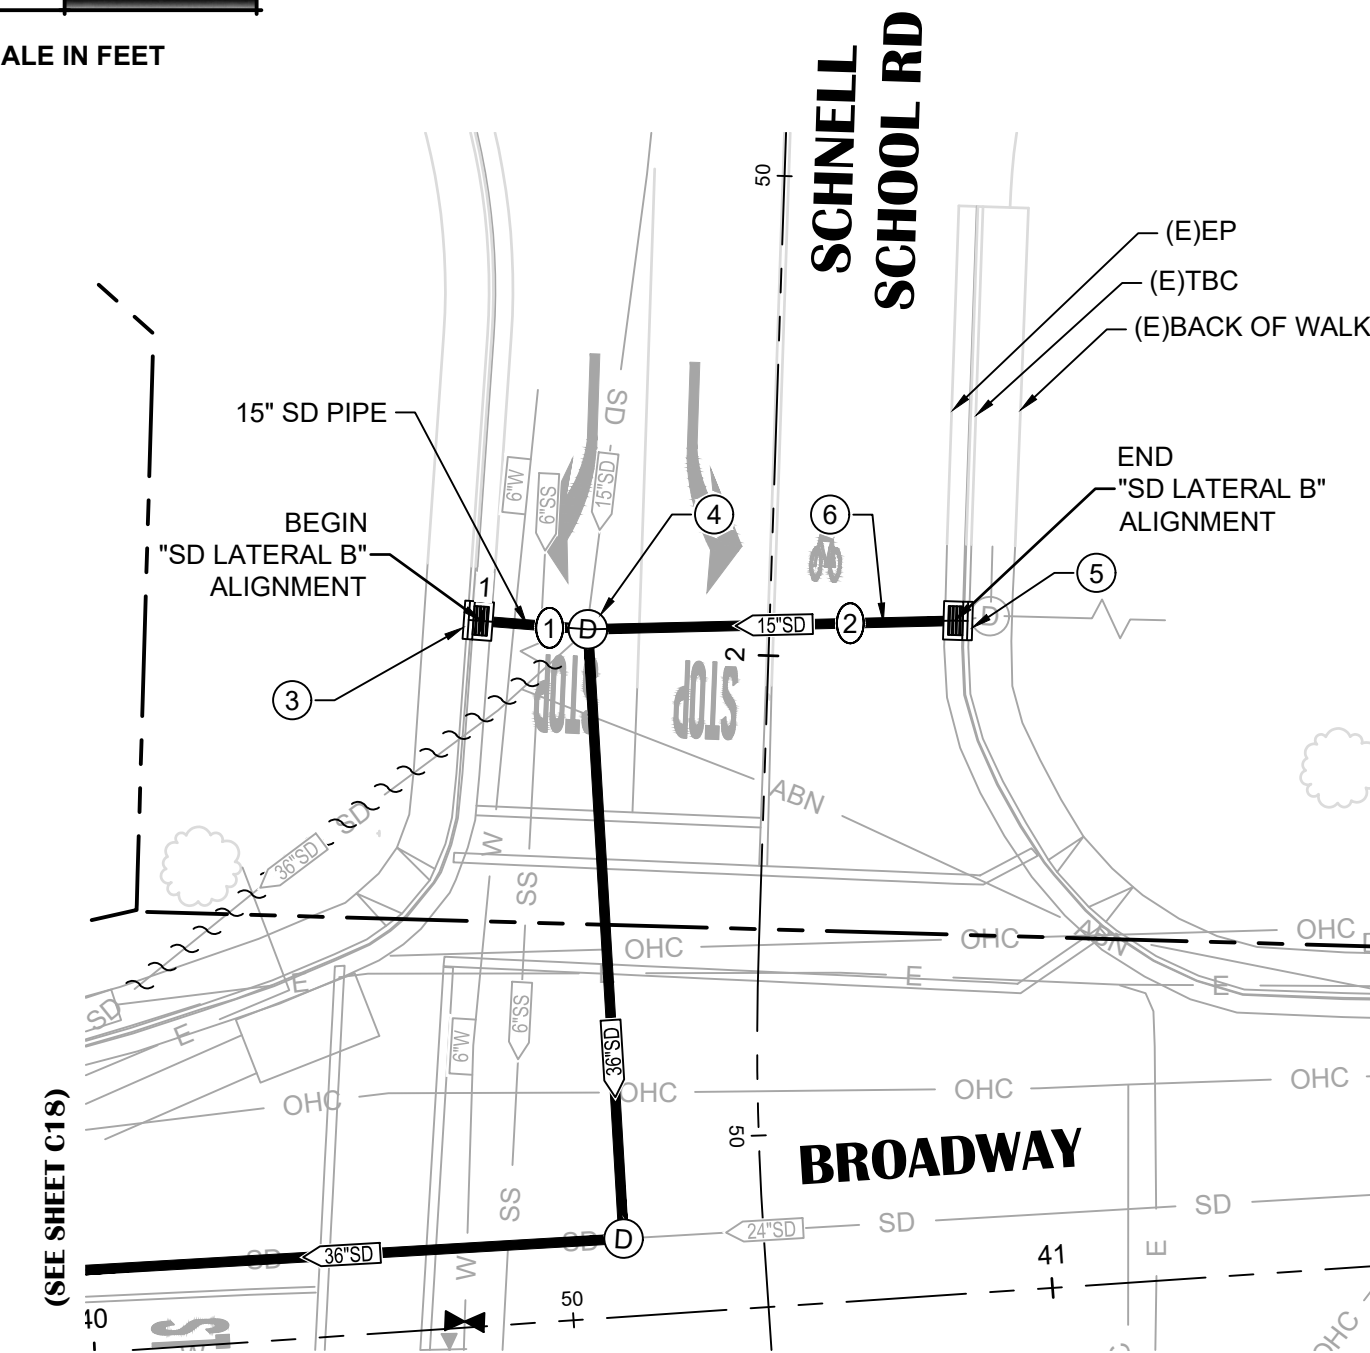 ALE IN FEET
SCHNELL
SCHOOL RD
50
(E)EP
(E)TBC
(E)BACK OF WALK
15" SD PIPE
SD
6"W
6"SS
15"SD
4
6
END
"SD LATERAL B"
ALIGNMENT
BEGIN
"SD LATERAL B"
ALIGNMENT
5
1
1
D
15"SD
2
D
2
3
STOP
STOP
ABN
SD
36"SD
W
SS
OHC
OHC
OHC
ABN
E
E
E
SD
E
6"SS
6"W
36"SD
OHC
OHC
OHC
OHC
(SEE SHEET C18)
50
BROADWAY
SS
SD
SD
24"SD
SD
SD
D
36"SD
W
E
41
50
40
OHC